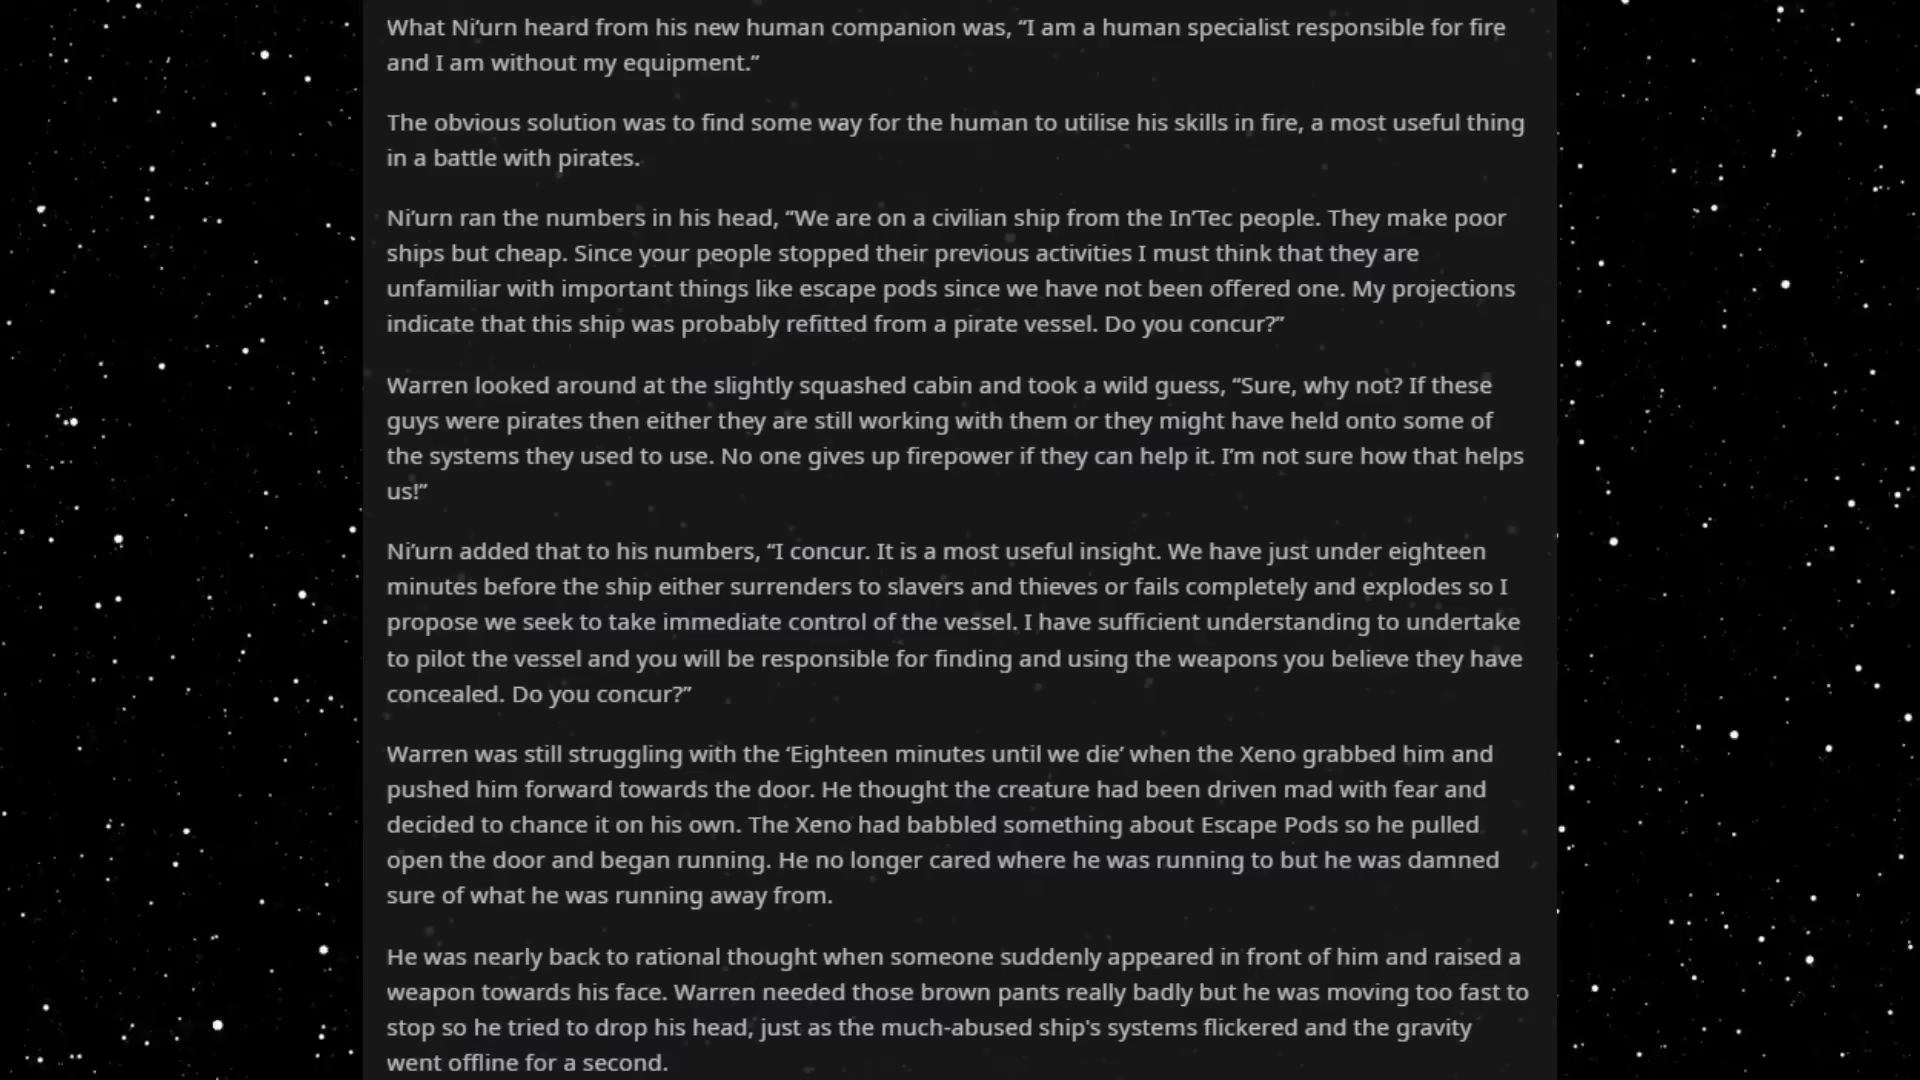 What Ni’urn heard from his new human companion was, “I am a human specialist responsible for fire
and I am without my equipment.”
The obvious solution was to find some way for the human to utilise his skills in fire, a most useful thing
in a battle with pirates.
Ni’urn ran the numbers in his head, “We are on a civilian ship from the In’Tec people. They make poor
ships but cheap. Since your people stopped their previous activities I must think that they are
unfamiliar with important things like escape pods since we have not been offered one. My projections
indicate that this ship was probably refitted from a pirate vessel. Do you concur?”
Warren looked around at the slightly squashed cabin and took a wild guess, “Sure, why not? If these
guys were pirates then either they are still working with them or they might have held onto some of
the systems they used to use. No one gives up firepower if they can help it. I’m not sure how that helps
us!”
Ni’urn added that to his numbers, “I concur. It is a most useful insight. We have just under eighteen
minutes before the ship either surrenders to slavers and thieves or fails completely and explodes so I
propose we seek to take immediate control of the vessel. I have sufficient understanding to undertake
to pilot the vessel and you will be responsible for finding and using the weapons you believe they have
concealed. Do you concur?”
Warren was still struggling with the ‘Eighteen minutes until we die’ when the Xeno grabbed him and
pushed him forward towards the door. He thought the creature had been driven mad with fear and
decided to chance it on his own. The Xeno had babbled something about Escape Pods so he pulled
open the door and began running. He no longer cared where he was running to but he was damned
sure of what he was running away from.
He was nearly back to rational thought when someone suddenly appeared in front of him and raised a
weapon towards his face. Warren needed those brown pants really badly but he was moving too fast to
stop so he tried to drop his head, just as the much-abused ship's systems flickered and the gravity
went offline for a second.